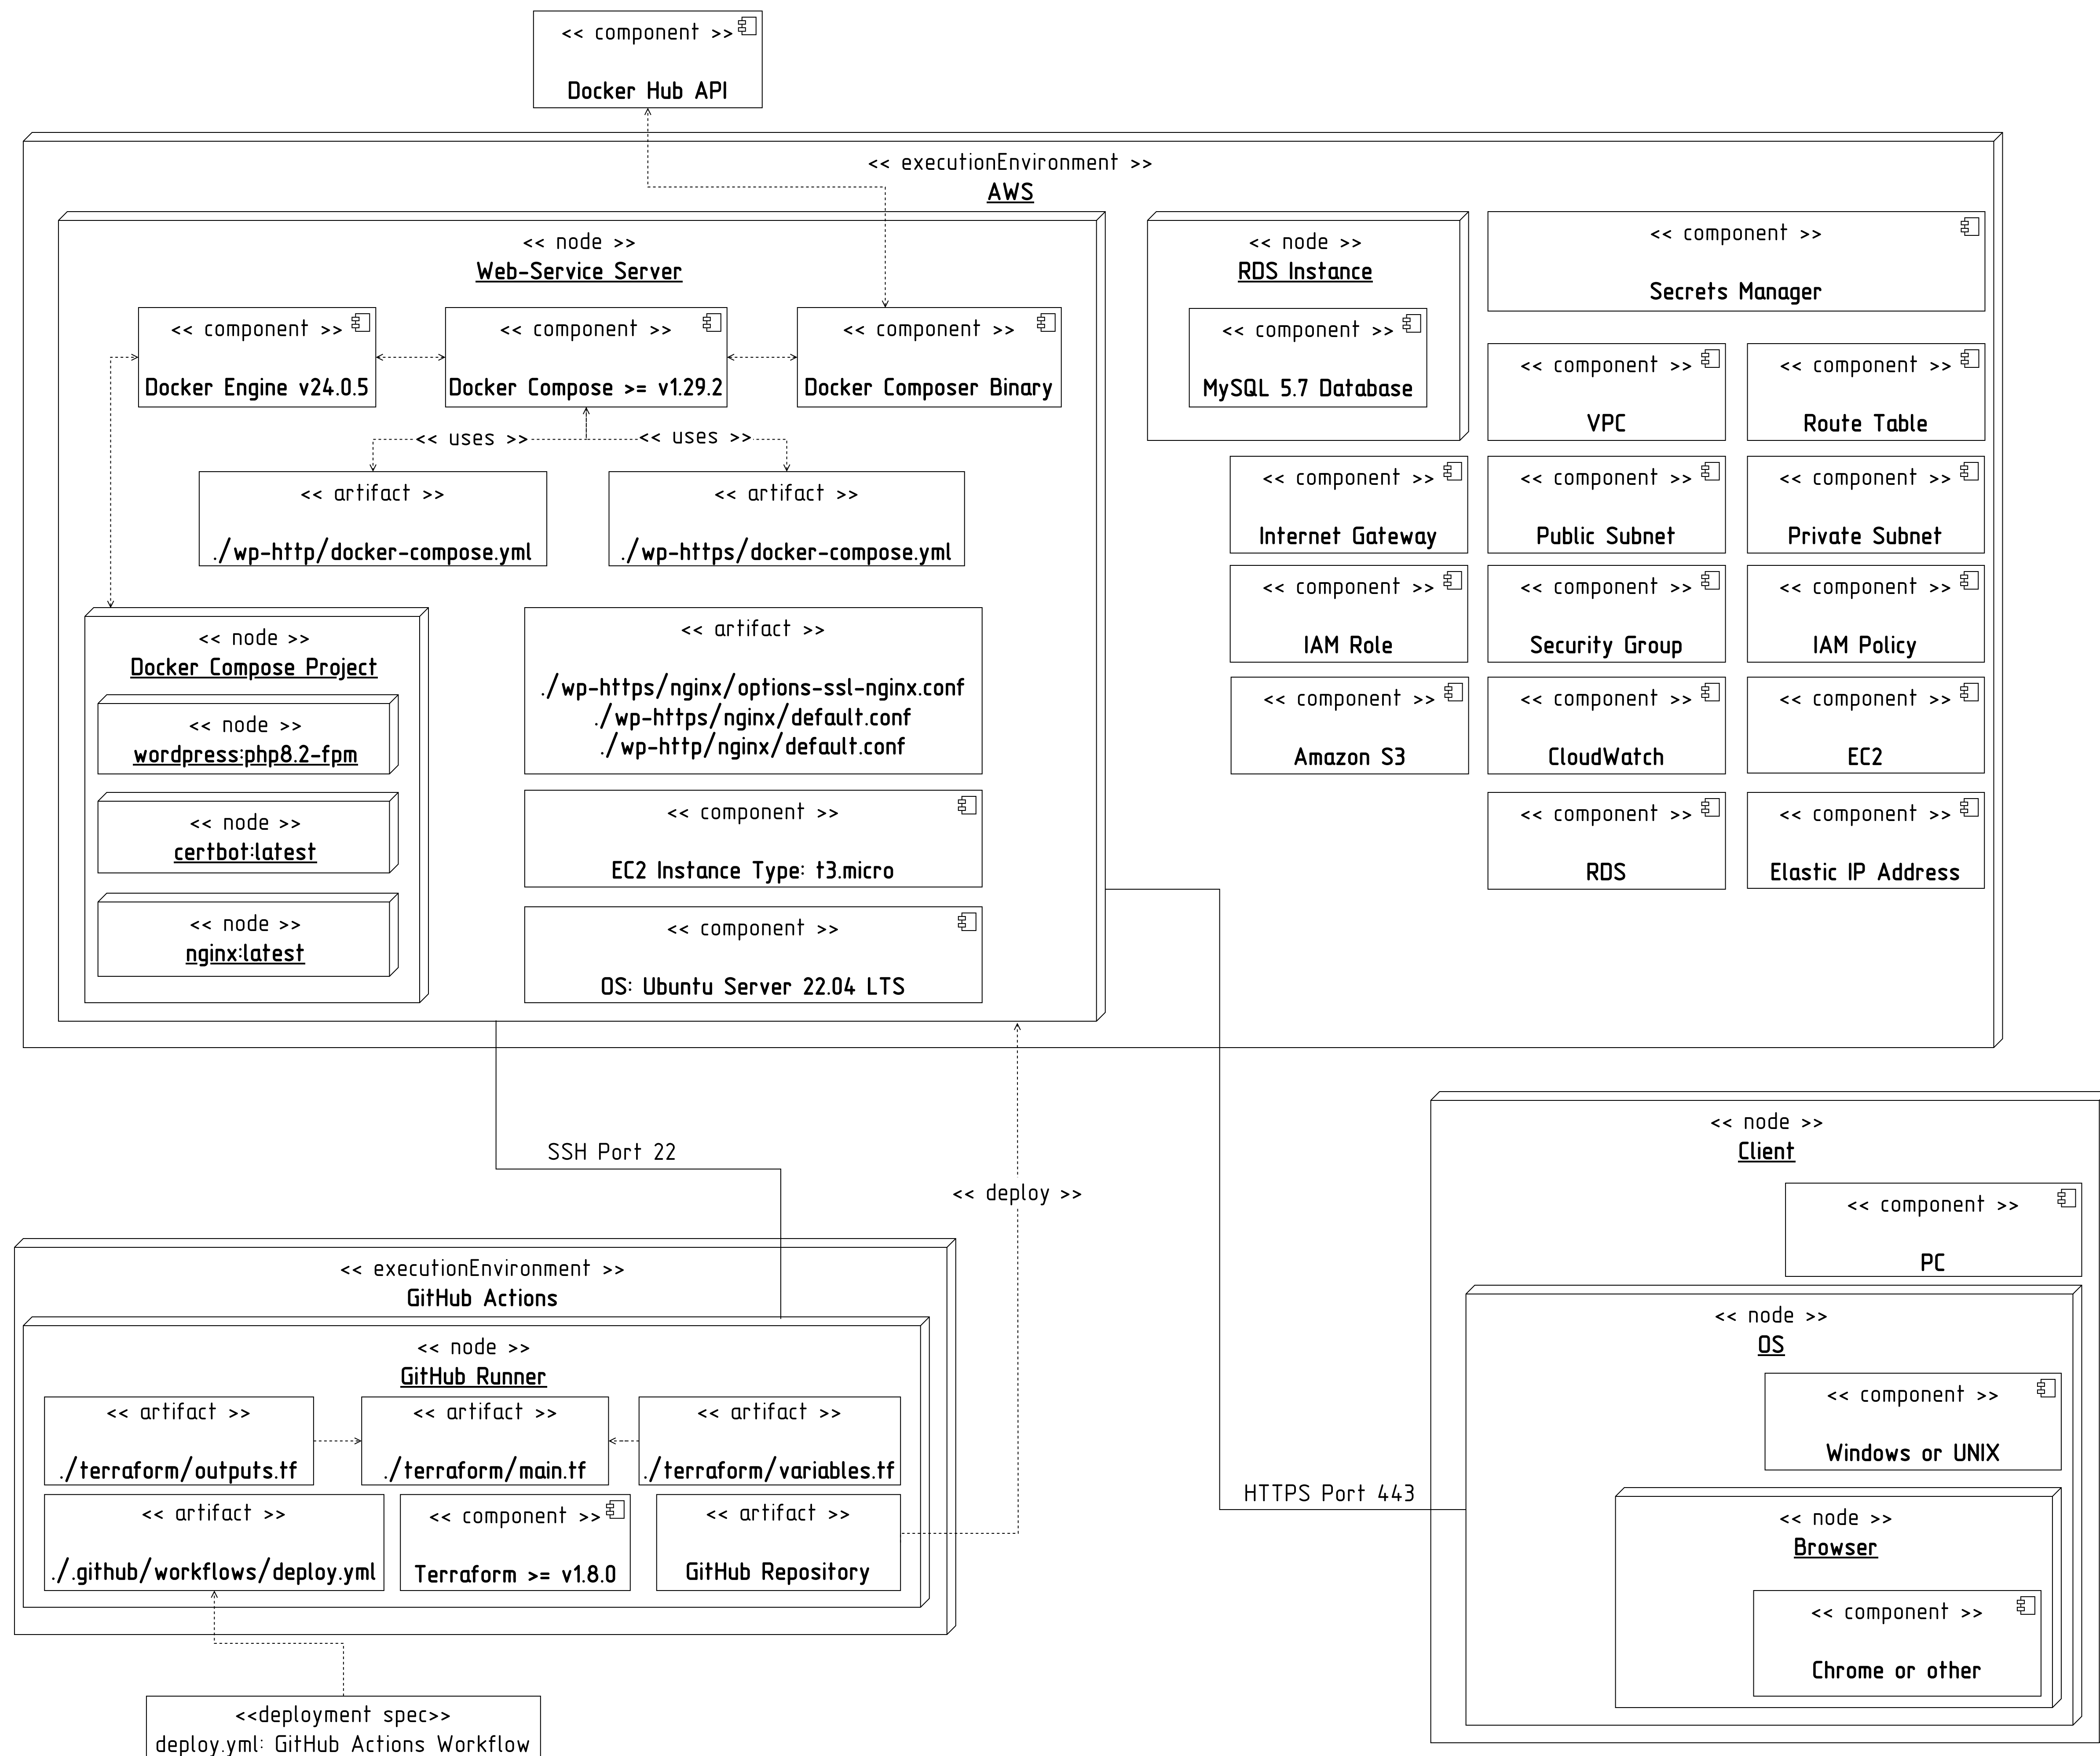 << component >>
Docker Hub API
<< executionEnvironment >>
AWS
<< node >>
Web-Service Server
<< component >>
Docker Engine v24.0.5
<< component >>
Docker Compose >= v1.29.2
<< component >>
Docker Composer Binary
<< uses >>
<< uses >>
<< artifact >>
./wp-http/docker-compose.yml
<< artifact >>
./wp-https/docker-compose.yml
<< node >>
Docker Compose Project
<< node >>
wordpress:php8.2-fpm
<< node >>
certbot:latest
<< node >>
nginx:latest
<< artifact >>
./wp-https/nginx/options-ssl-nginx.conf
./wp-https/nginx/default.conf
./wp-http/nginx/default.conf
<< component >>
EC2 Instance Type: t3.micro
<< component >>
OS: Ubuntu Server 22.04 LTS
<< node >>
RDS Instance
<< component >>
MySQL 5.7 Database
<< component >>
Secrets Manager
<< component >>
VPC
<< component >>
Route Table
<< component >>
Internet Gateway
<< component >>
Public Subnet
<< component >>
Private Subnet
<< component >>
IAM Role
<< component >>
Security Group
<< component >>
IAM Policy
<< component >>
Amazon S3
<< component >>
CloudWatch
<< component >>
EC2
<< component >>
RDS
<< component >>
Elastic IP Address
SSH Port 22
<< deploy >>
HTTPS Port 443
<< executionEnvironment >>
GitHub Actions
<< node >>
GitHub Runner
<< artifact >>
./terraform/outputs.tf
<< artifact >>
./terraform/main.tf
<< artifact >>
./terraform/variables.tf
<< artifact >>
./.github/workflows/deploy.yml
<< component >>
Terraform >= v1.8.0
<< artifact >>
GitHub Repository
<<deployment spec>>
deploy.yml: GitHub Actions Workflow
<< node >>
Client
<< component >>
PC
<< node >>
OS
<< component >>
Windows or UNIX
<< node >>
Browser
<< component >>
Chrome or other